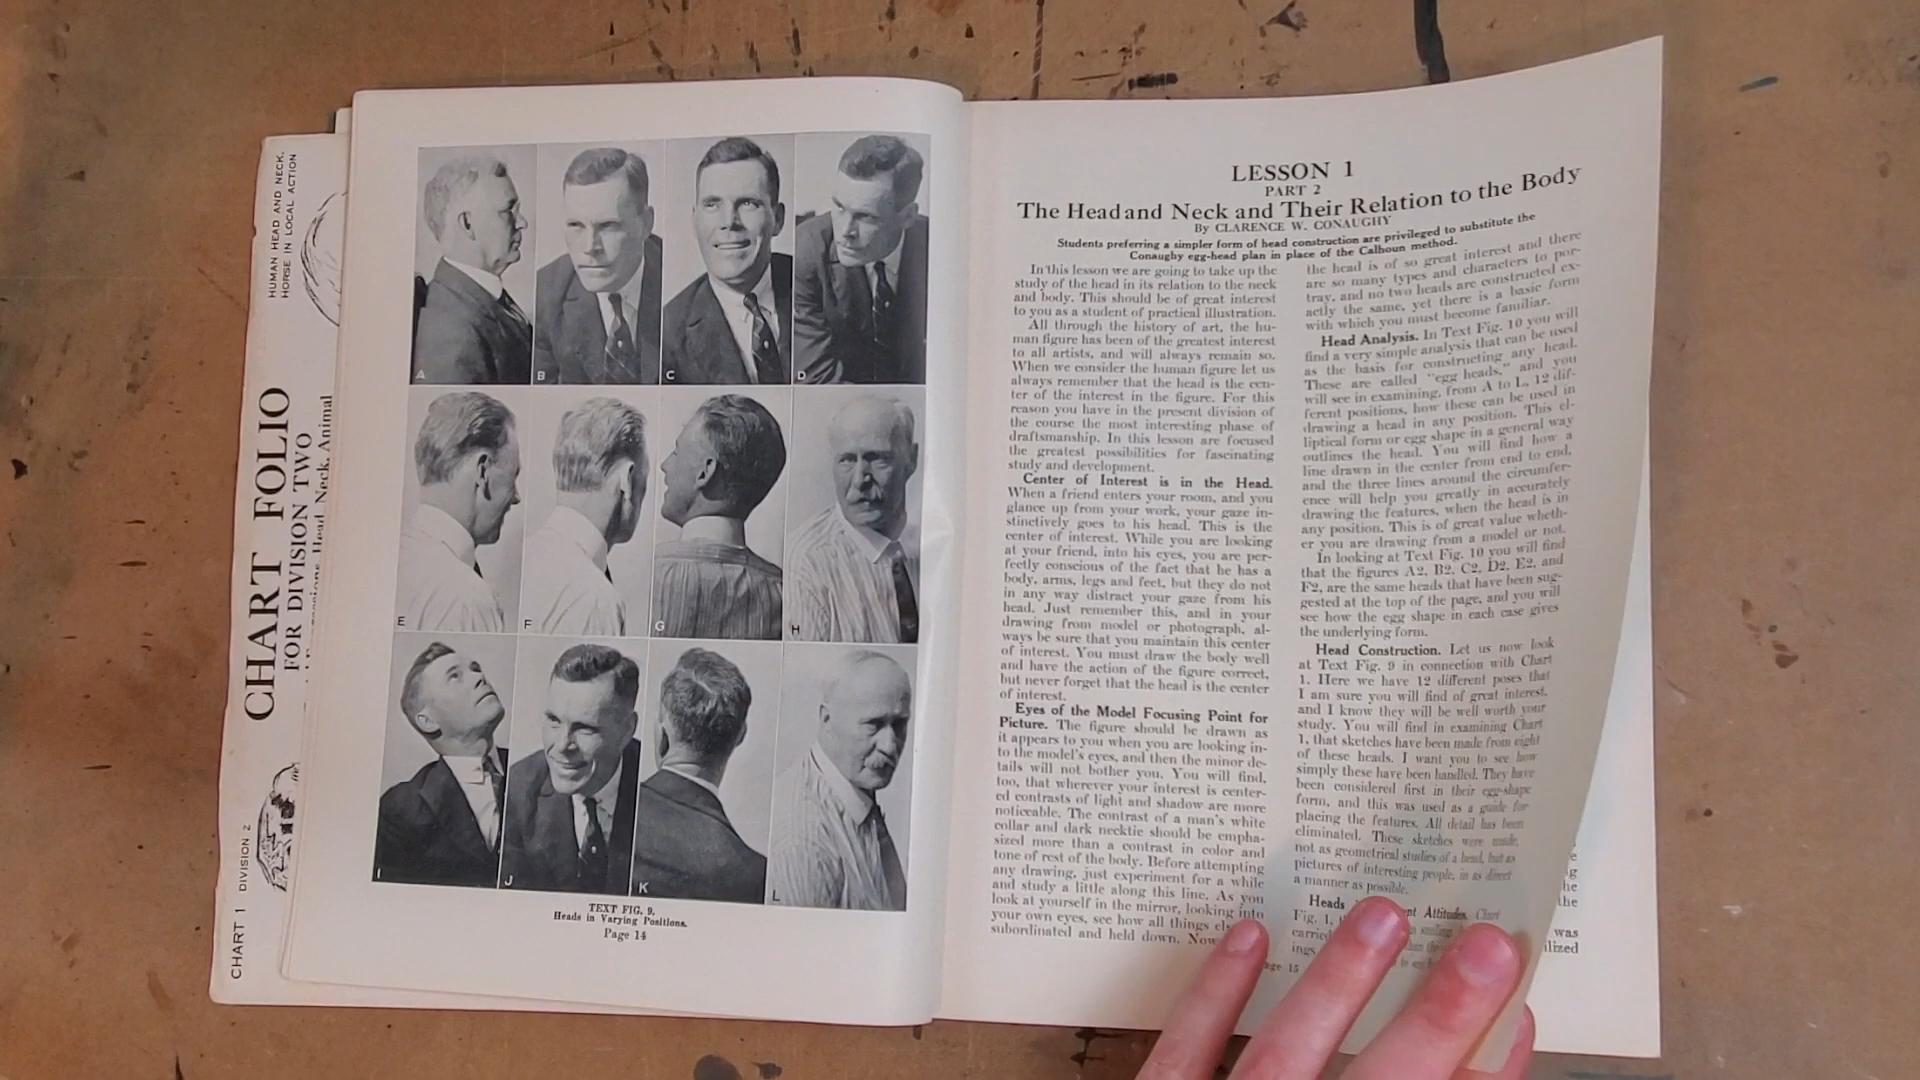 CHART 1 DIVISION 2
CHART FOLIO
FOR DIVISION TWO
Head Neck. Animal
HUMAN HEAD AND NECK.
HORSE IN LOCAL ACTION
A
B
C
D
E
F
G
H
I
J
K
L
TEXT FIG. 9.
Heads in Varying Positions.
Page 14
LESSON 1
PART 2
The Head and Neck and Their Relation to the Body
By CLARENCE W. CONAUGHY
Students preferring a simpler form of head construction are privileged to substitute the
Conaughy egg-head plan in place of the Calhoun method.
In this lesson we are going to take up the
study of the head in its relation to the neck
and body. This should be of great interest
to you as a student of practical illustration.
All through the history of art, the hu-
man figure has been of the greatest interest
to all artists, and will always remain so.
When we consider the human figure let us
always remember that the head is the cen-
ter of the interest in the figure. For this
reason you have in the present division of
the course the most interesting phase of
draftsmanship. In this lesson are focused
the greatest possibilities for fascinating
study and development.
Center of Interest is in the Head.
When a friend enters your room, and you
glance up from your work, your gaze in-
stinctively goes to his head. This is the
center of interest. While you are looking
at your friend, into his eyes, you are per-
fectly conscious of the fact that he has a
body, arms, legs and feet, but they do not
in any way distract your gaze from his
head. Just remember this, and in your
drawing from model or photograph, al-
ways be sure that you maintain this center
of interest. You must draw the body well
and have the action of the figure correct,
but never forget that the head is the center
of interest.
Eyes of the Model Focusing Point for
Picture. The figure should be drawn as
it appears to you when you are looking in-
to the model's eyes, and then the minor de-
tails will not bother you. You will find,
too, that wherever your interest is center-
ed contrasts of light and shadow are more
noticeable. The contrast of a man's white
collar and dark necktie should be empha-
sized more than a contrast in color and
tone of rest of the body. Before attempting
any drawing, just experiment for a while
and study a little along this line. As you
look at yourself in the mirror, looking into
your own eyes, see how all things
subordinated and held down. Now
the head is of so great interest and there
are so many types and characters to por-
tray, and no two heads are constructed ex-
actly the same, yet there is a basic form
with which you must become familiar.
Head Analysis. In Text Fig. 10 you will
find a very simple analysis that can be used
as the basis for constructing any head.
These are called "egg heads," and you
will see in examining, from A to L, 12 dif-
ferent positions, how these can be used in
drawing a head in any position. This el-
liptical form or egg shape in a general way
outlines the head. You will find how a
line drawn in the center from end to end,
and the three lines around the circumfer-
ence will help you greatly in accurately
drawing the features, when the head is in
any position. This is of great value wheth-
er you are drawing from a model or not.
In looking at Text Fig. 10 you will find
that the figures A2, B2, C2, D2, E2, and
F2, are the same heads that have been sug-
gested at the top of the page, and you will
see how the egg shape in each case gives
the underlying form.
Head Construction. Let us now look
at Text Fig. 9 in connection with Chart
1. Here we have 12 different poses that
I am sure you will find of great interest,
and I know they will be well worth your
study. You will find in examining Chart
1, that sketches have been made from eight
of these heads. I want you to see how
simply these have been handled. They have
been considered first in their egg-shape
form, and this was used as a guide for
placing the features. All detail has been
eliminated. These sketches were made,
not as geometrical studies of a head, but as
pictures of interesting people, in as direct
a manner as possible.
Heads Attitudes. Chart
Fig. 1,
carried
ings
15
the
was